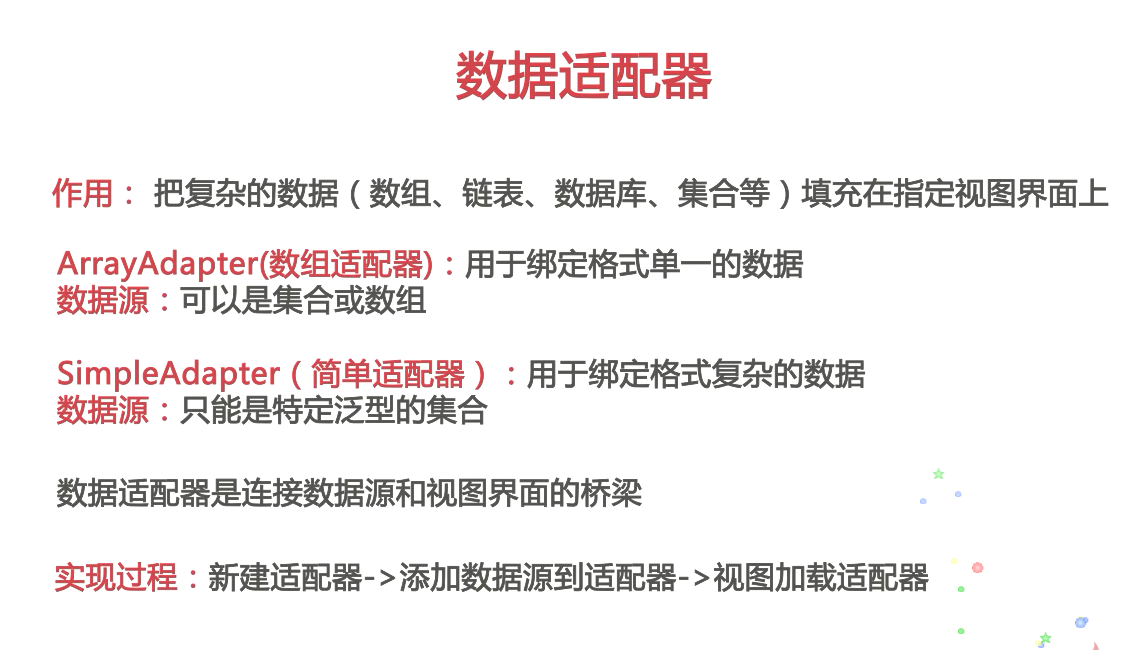 数据适配器
作用： 把复杂的数据（数组、链表、数据库、集合等）填充在指定视图界面上
ArrayAdapter(数组适配器)：用于绑定格式单一的数据
数据源：可以是集合或数组
SimpleAdapter（简单适配器）：用于绑定格式复杂的数据
数据源：只能是特定泛型的集合
数据适配器是连接数据源和视图界面的桥梁
实现过程：新建适配器->添加数据源到适配器->视图加载适配器